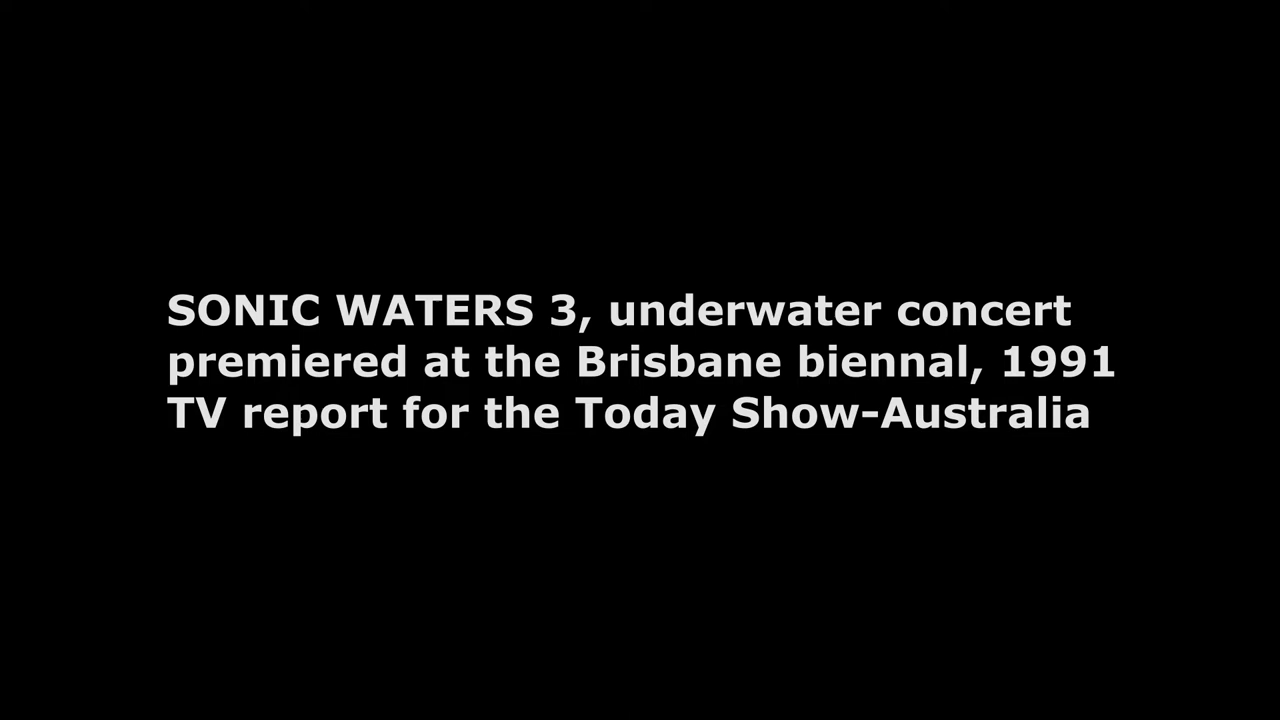 SONIC WATERS 3, underwater concert
premiered at the Brisbane biennal, 1991
TV report for the Today Show-Australia